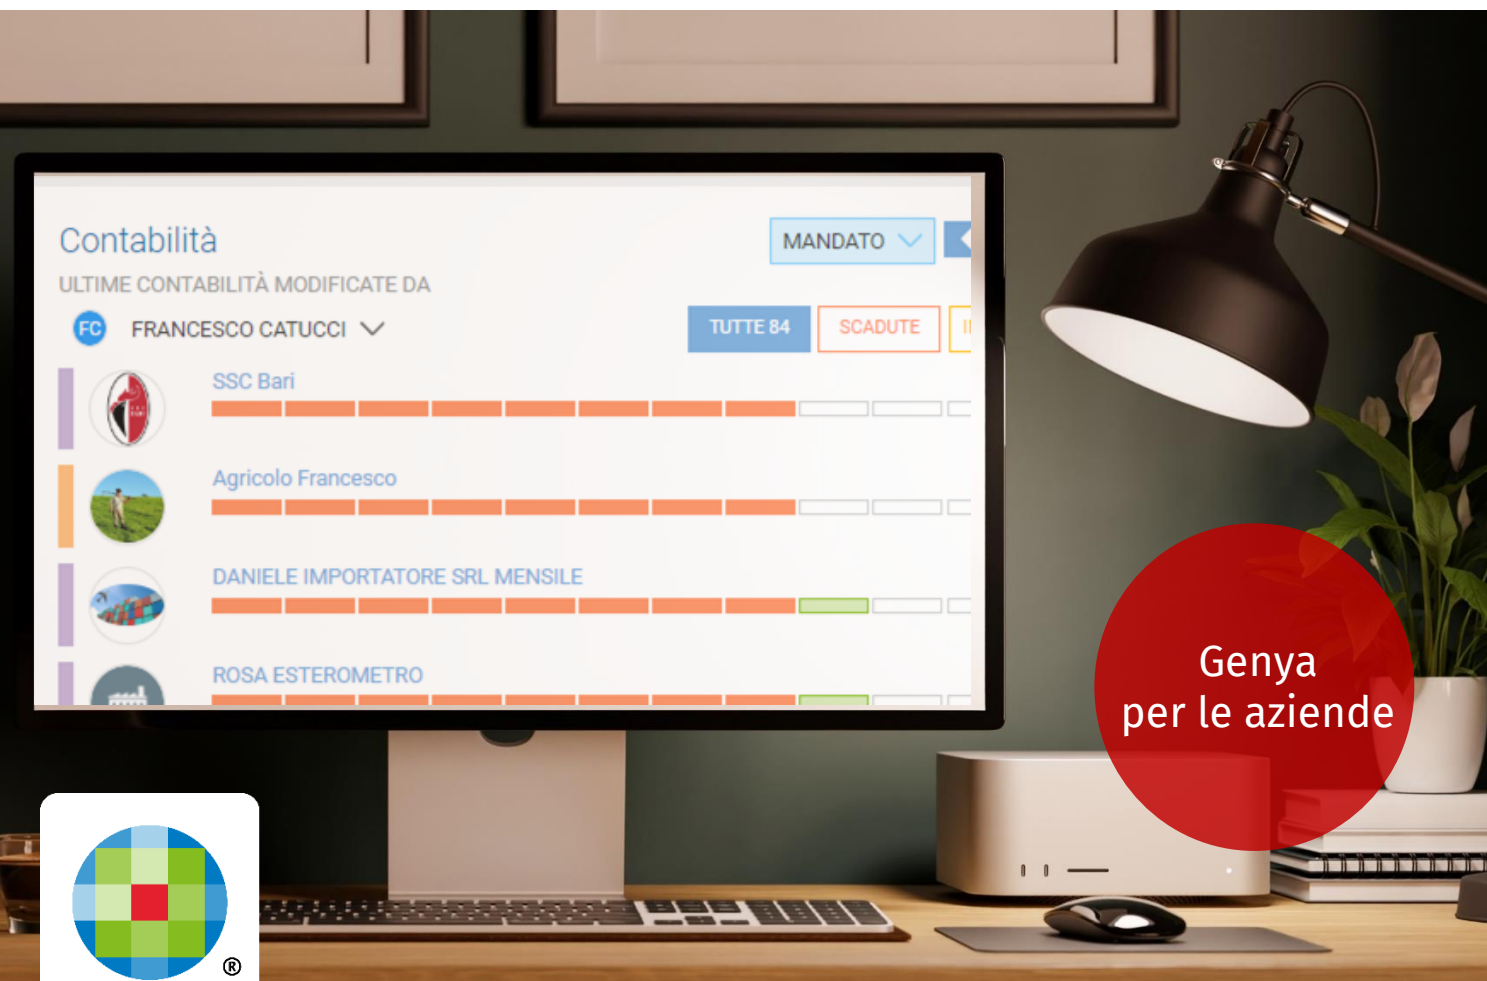 Contabilità
MANDATO
ULTIME CONTABILITÀ MODIFICATE DA
FC FRANCESCO CATUCCI
TUTTE 84 SCADUTE
SSC Bari
Agricolo Francesco
DANIELE IMPORTATORE SRL MENSILE
ROSA ESTEROMETRO
Genya
per le aziende
®